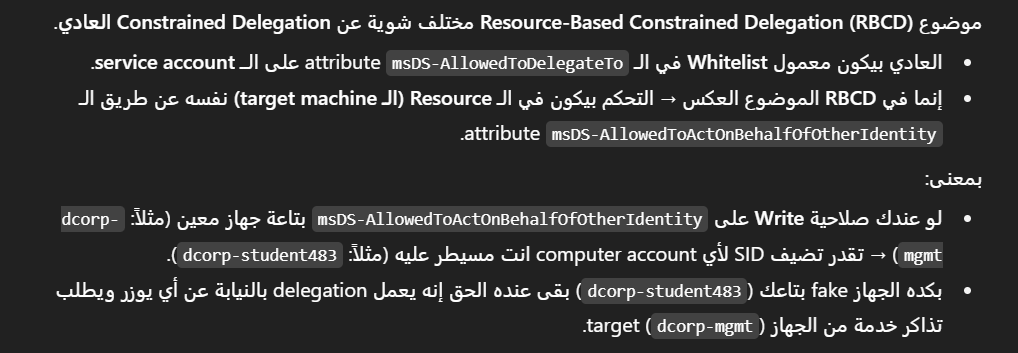 موضوع Resource-Based Constrained Delegation (RBCD) مختلف شوية عن Constrained Delegation العادي.
• العادي بيكون معمول Whitelist في الـ attribute msDS-AllowedToDelegateTo على الـ service account.
• إنما في RBCD الموضوع العكس → التحكم بيكون في الـ Resource (الـ target machine) نفسه عن طريق الـ
attribute msDS-AllowedToActOnBehalfOfOtherIdentity.
بمعنى:
• لو عندك صلاحية Write على msDS-AllowedToActOnBehalfOfOtherIdentity بتاعة جهاز معين (مثلاً: dcorp-
mgmt) → تقدر تضيف SID لأي computer account انت مسيطر عليه (مثلاً: dcorp-student483).
• بكده الجهاز fake بتاعك (dcorp-student483) بقى عنده الحق إنه يعمل delegation بالنيابة عن أي يوزر ويطلب
تذاكر خدمة من الجهاز target (dcorp-mgmt).